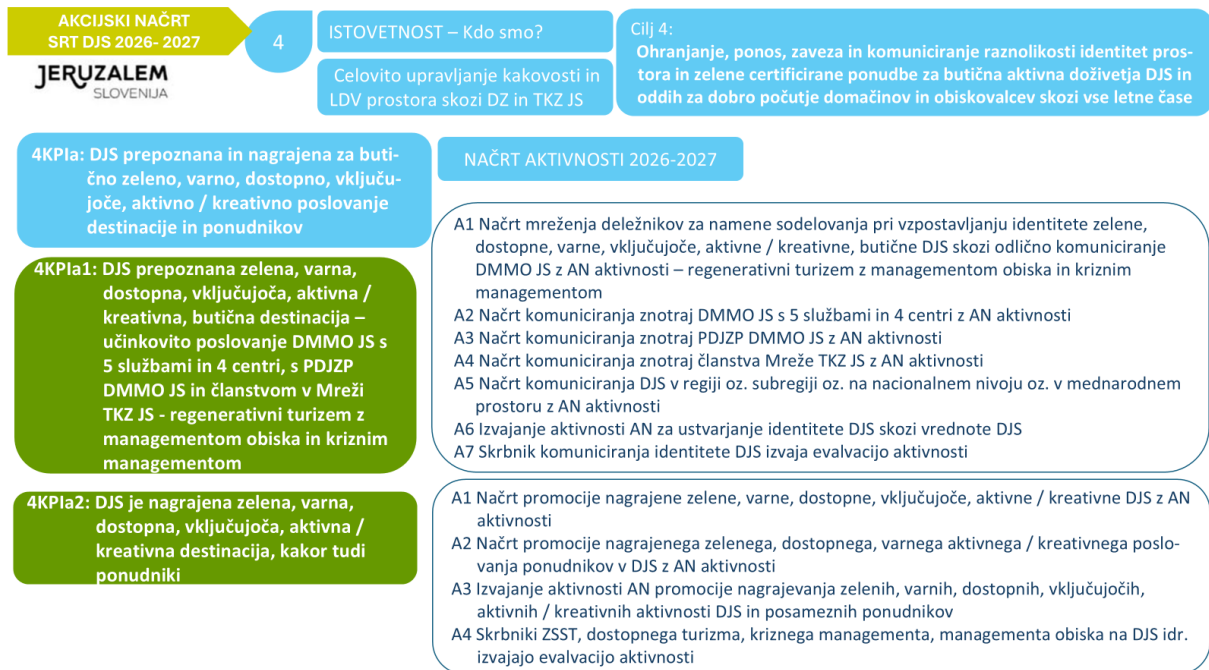 AKCIJSKI NAČRT
SRT DJS 2026- 2027
JERUZALEM
SLOVENIJA
4
ISTOVETNOST – Kdo smo?
Celovito upravljanje kakovosti in
LDV prostora skozi DZ in TKZ JS
Cilj 4:
Ohranjanje, ponos, zaveza in komuniciranje raznolikosti identitet pros-
tora in zelene certificirane ponudbe za butična aktivna doživetja DJS in
oddih za dobro počutje domačinov in obiskovalcev skozi vse letne čase
4KPIa: DJS prepoznana in nagrajena za buti-
čno zeleno, varno, dostopno, vključu-
joče, aktivno / kreativno poslovanje
destinacije in ponudnikov
NAČRT AKTIVNOSTI 2026-2027
4KPIa1: DJS prepoznana zelena, varna,
dostopna, vključujoča, aktivna /
kreativna, butična destinacija –
učinkovito poslovanje DMMO JS s
5 službami in 4 centri, s PDJZP
DMMO JS in članstvom v Mreži
TKZ JS - regenerativni turizem z
managementom obiska in kriznim
managementom
A1 Načrt mreženja deležnikov za namene sodelovanja pri vzpostavljanju identitete zelene,
dostopne, varne, vključujoče, aktivne / kreativne, butične DJS skozi odlično komuniciranje
DMMO JS z AN aktivnosti – regenerativni turizem z managementom obiska in kriznim
managementom
A2 Načrt komuniciranja znotraj DMMO JS s 5 službami in 4 centri z AN aktivnosti
A3 Načrt komuniciranja znotraj PDJZP DMMO JS z AN aktivnosti
A4 Načrt komuniciranja znotraj članstva Mreže TKZ JS z AN aktivnosti
A5 Načrt komuniciranja DJS v regiji oz. subregiji oz. na nacionalnem nivoju oz. v mednarodnem
prostoru z AN aktivnosti
A6 Izvajanje aktivnosti AN za ustvarjanje identitete DJS skozi vrednote DJS
A7 Skrbnik komuniciranja identitete DJS izvaja evalvacijo aktivnosti
4KPIa2: DJS je nagrajena zelena, varna,
dostopna, vključujoča, aktivna /
kreativna destinacija, kakor tudi
ponudniki
A1 Načrt promocije nagrajene zelene, varne, dostopne, vključujoče, aktivne / kreativne DJS z AN
aktivnosti
A2 Načrt promocije nagrajenega zelenega, dostopnega, varnega aktivnega / kreativnega poslo-
vanja ponudnikov v DJS z AN aktivnosti
A3 Izvajanje aktivnosti AN promocije nagrajevanja zelenih, varnih, dostopnih, vključujočih,
aktivnih / kreativnih aktivnosti DJS in posameznih ponudnikov
A4 Skrbniki ZSST, dostopnega turizma, kriznega managementa, managementa obiska na DJS idr.
izvajajo evalvacijo aktivnosti